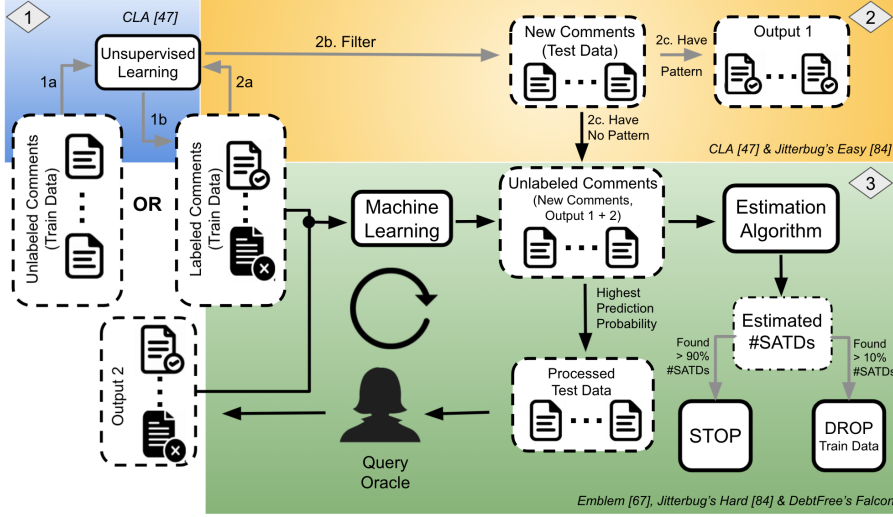 1
CLA [47]
Unsupervised
Learning
1a
1b
2a
2b. Filter
New Comments
(Test Data)
2c. Have
Pattern
Output 1
2
2c. Have
No Pattern
CLA [47] & Jitterbug's Easy [84]
Unlabeled Comments
(Train Data)
OR
Labeled Comments
(Train Data)
Machine
Learning
Unlabeled Comments
(New Comments,
Output 1 + 2)
Estimation
Algorithm
3
Highest
Prediction
Probability
Estimated
#SATDs
Found
> 90%
#SATDs
Found
> 10%
#SATDs
Output 2
Query
Oracle
Processed
Test Data
STOP
DROP
Train Data
Emblem [67], Jitterbug's Hard [84] & DebtFree's Falcon